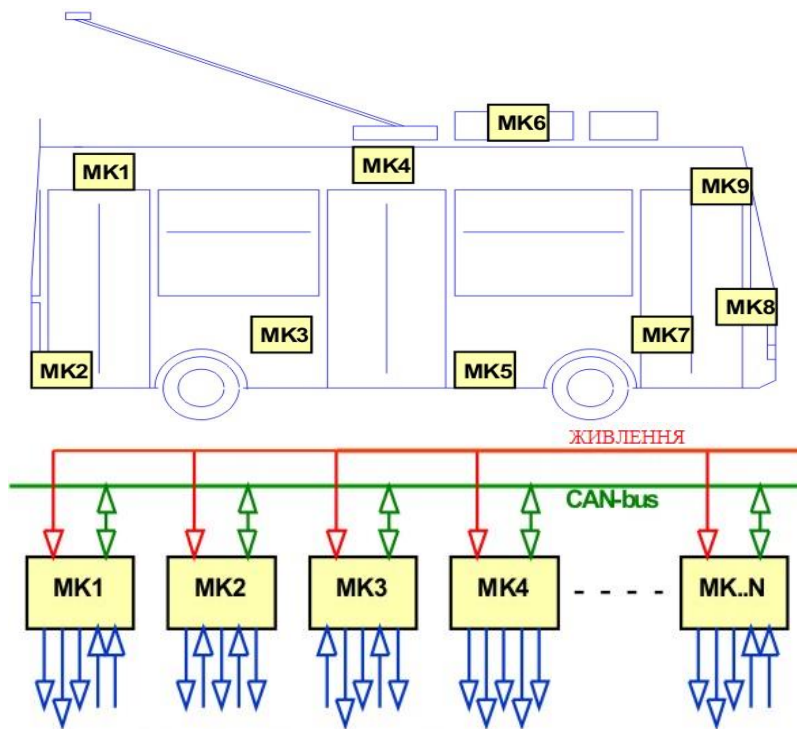 MK6
MK1
MK4
MK9
MK8
MK3
MK7
MK2
MK5
ЖИВЛЕННЯ
CAN-bus
MK1
MK2
MK3
MK4
- - - -
MK..N